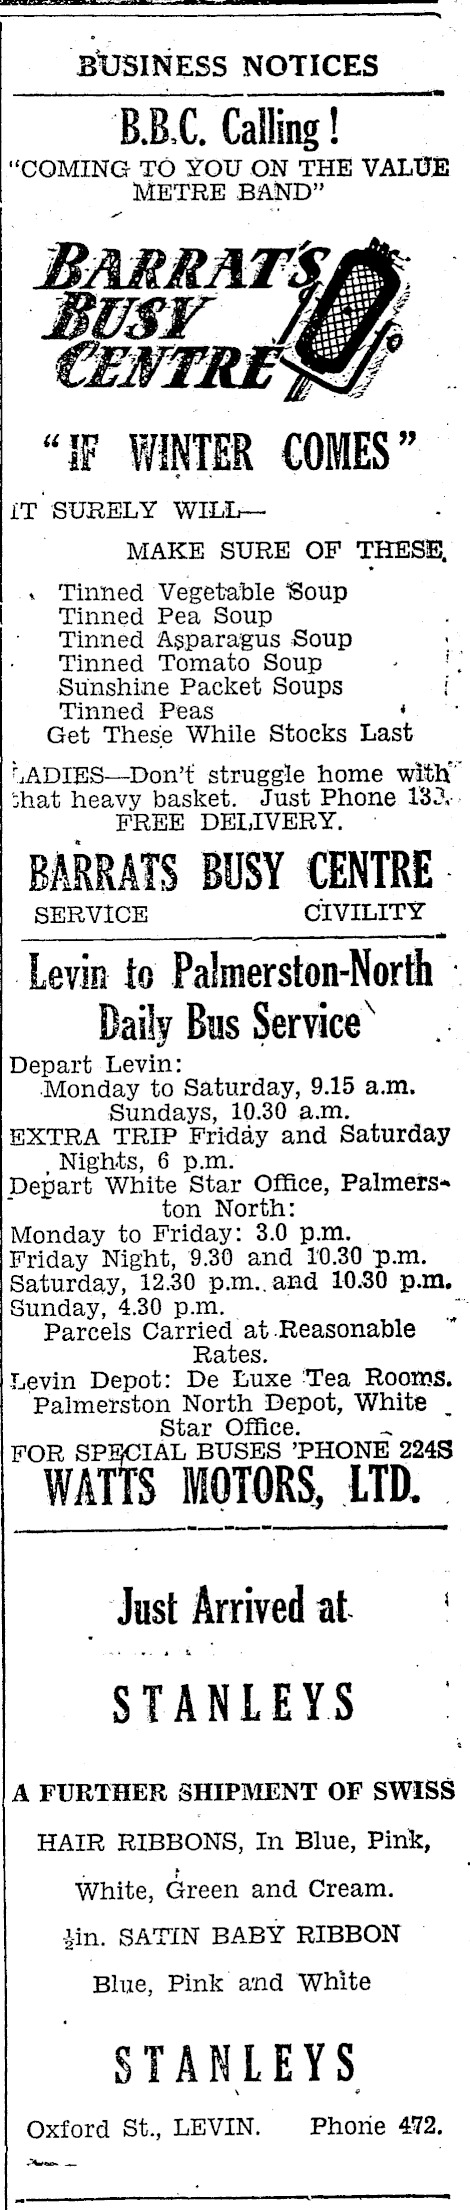 BUSINESS NOTICES
B.B.C. Calling!
"COMING TO YOU ON THE VALUE
METRE BAND"
BARRAT'S
BUSY
CENTRE
BBC
"IF WINTER COMES"
IT SURELY WILL—
MAKE SURE OF THESE.
Tinned Vegetable Soup
Tinned Pea Soup
Tinned Asparagus Soup
Tinned Tomato Soup
Sunshine Packet Soups
Tinned Peas
Get These While Stocks Last
LADIES—Don't struggle home with
that heavy basket. Just Phone
FREE DELIVERY.
BARRATS BUSY CENTRE
SERVICE CIVILITY
Levin to Palmerston-North
Daily Bus Service
Depart Levin:
Monday to Saturday, 9.15 a.m.
Sundays, 10.30 a.m.
EXTRA TRIP Friday and Saturday
Nights, 6 p.m.
Depart White Star Office, Palmers-
ton North:
Monday to Friday: 3.0 p.m.
Friday Night, 9.30 and 10.30 p.m.
Saturday, 12.30 p.m. and 10.30 p.m.
Sunday, 4.30 p.m.
Parcels Carried at Reasonable
Rates.
Levin Depot: De Luxe Tea Rooms.
Palmerston North Depot, White
Star Office.
FOR SPECIAL BUSES 'PHONE 224S
WATTS MOTORS, LTD.
Just Arrived at
STANLEYS
A FURTHER SHIPMENT OF SWISS
HAIR RIBBONS, In Blue, Pink,
White, Green and Cream.
½in. SATIN BABY RIBBON
Blue, Pink and White
STANLEYS
Oxford St., LEVIN. Phone 472.